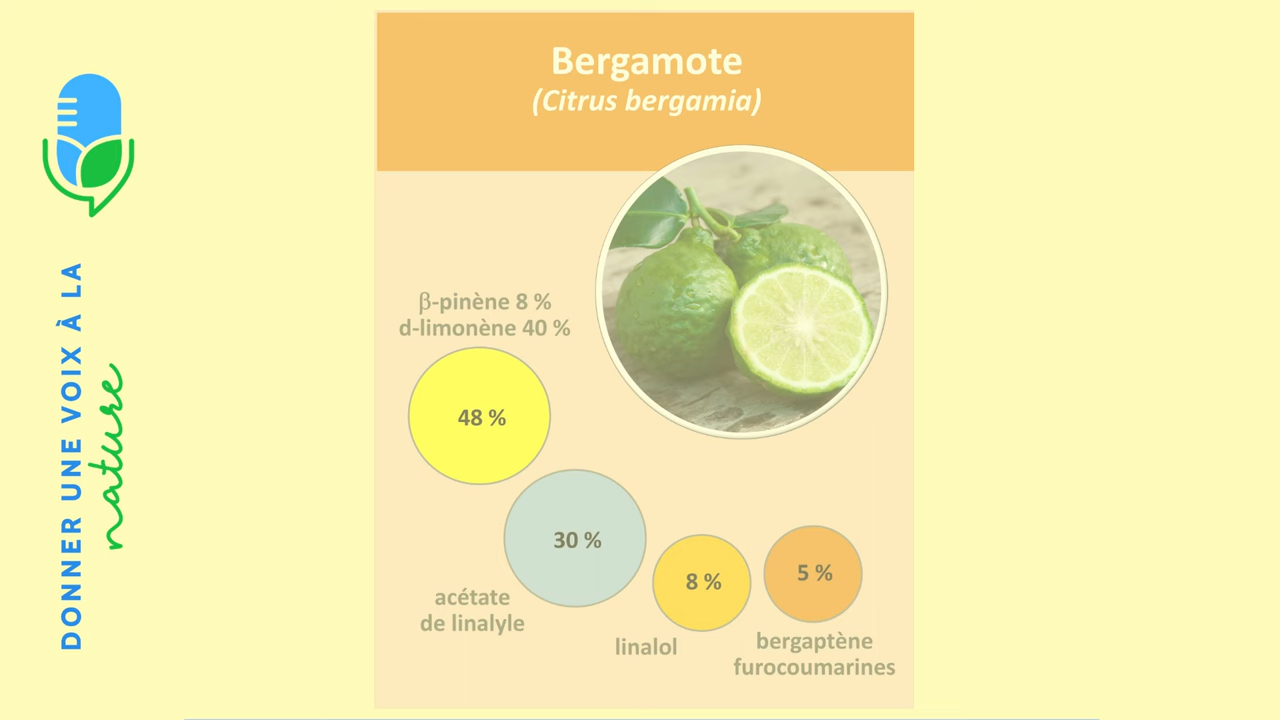 DONNER UNE VOIX À LA
nature
Bergamote
(Citrus bergamia)
β-pinène 8 %
d-limonène 40 %
48 %
30 %
acétate
de linalyle
8 %
linalol
5 %
bergaptène
furocoumarines